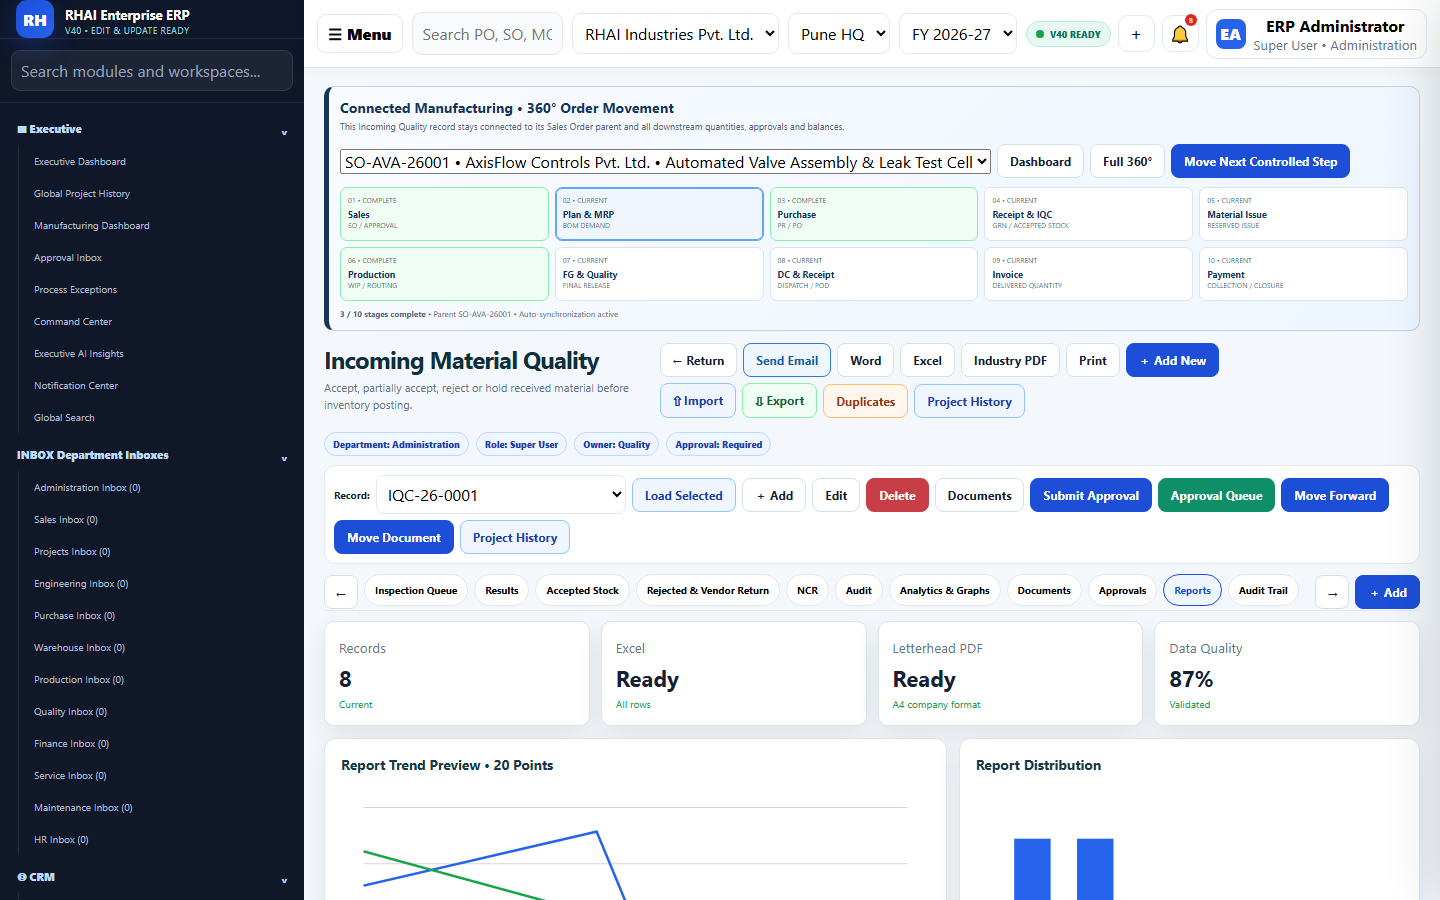 RH
RHAI Enterprise ERP
V40 • EDIT & UPDATE READY
Search modules and workspaces...
Executive
Executive Dashboard
Global Project History
Manufacturing Dashboard
Approval Inbox
Process Exceptions
Command Center
Executive AI Insights
Notification Center
Global Search
INBOX Department Inboxes
Administration Inbox (0)
Sales Inbox (0)
Projects Inbox (0)
Engineering Inbox (0)
Purchase Inbox (0)
Warehouse Inbox (0)
Production Inbox (0)
Quality Inbox (0)
Finance Inbox (0)
Service Inbox (0)
Maintenance Inbox (0)
HR Inbox (0)
CRM
☰ Menu
Search PO, SO, MO
RHAI Industries Pvt. Ltd.
Pune HQ
FY 2026-27
V40 READY
+
8
EA
ERP Administrator
Super User • Administration
Connected Manufacturing • 360° Order Movement
This Incoming Quality record stays connected to its Sales Order parent and all downstream quantities, approvals and balances.
SO-AVA-26001 • AxisFlow Controls Pvt. Ltd. • Automated Valve Assembly & Leak Test Cell
Dashboard
Full 360°
Move Next Controlled Step
01 • COMPLETE
Sales
SO / APPROVAL
02 • CURRENT
Plan & MRP
BOM DEMAND
03 • COMPLETE
Purchase
PR / PO
04 • CURRENT
Receipt & IQC
GRN / ACCEPTED STOCK
05 • CURRENT
Material Issue
RESERVED ISSUE
06 • COMPLETE
Production
WIP / ROUTING
07 • CURRENT
FG & Quality
FINAL RELEASE
08 • CURRENT
DC & Receipt
DISPATCH / POD
09 • CURRENT
Invoice
DELIVERED QUANTITY
10 • CURRENT
Payment
COLLECTION / CLOSURE
3 / 10 stages complete • Parent SO-AVA-26001 • Auto-synchronization active
Incoming Material Quality
Accept, partially accept, reject or hold received material before
inventory posting.
← Return
Send Email
Word
Excel
Industry PDF
Print
+ Add New
⇧ Import
⇩ Export
Duplicates
Project History
Department: Administration
Role: Super User
Owner: Quality
Approval: Required
Record:
IQC-26-0001
Load Selected
+ Add
Edit
Delete
Documents
Submit Approval
Approval Queue
Move Forward
Move Document
Project History
←
Inspection Queue
Results
Accepted Stock
Rejected & Vendor Return
NCR
Audit
Analytics & Graphs
Documents
Approvals
Reports
Audit Trail
→
+ Add
Records
8
Current
Excel
Ready
All rows
Letterhead PDF
Ready
A4 company format
Data Quality
87%
Validated
Report Trend Preview • 20 Points
Report Distribution